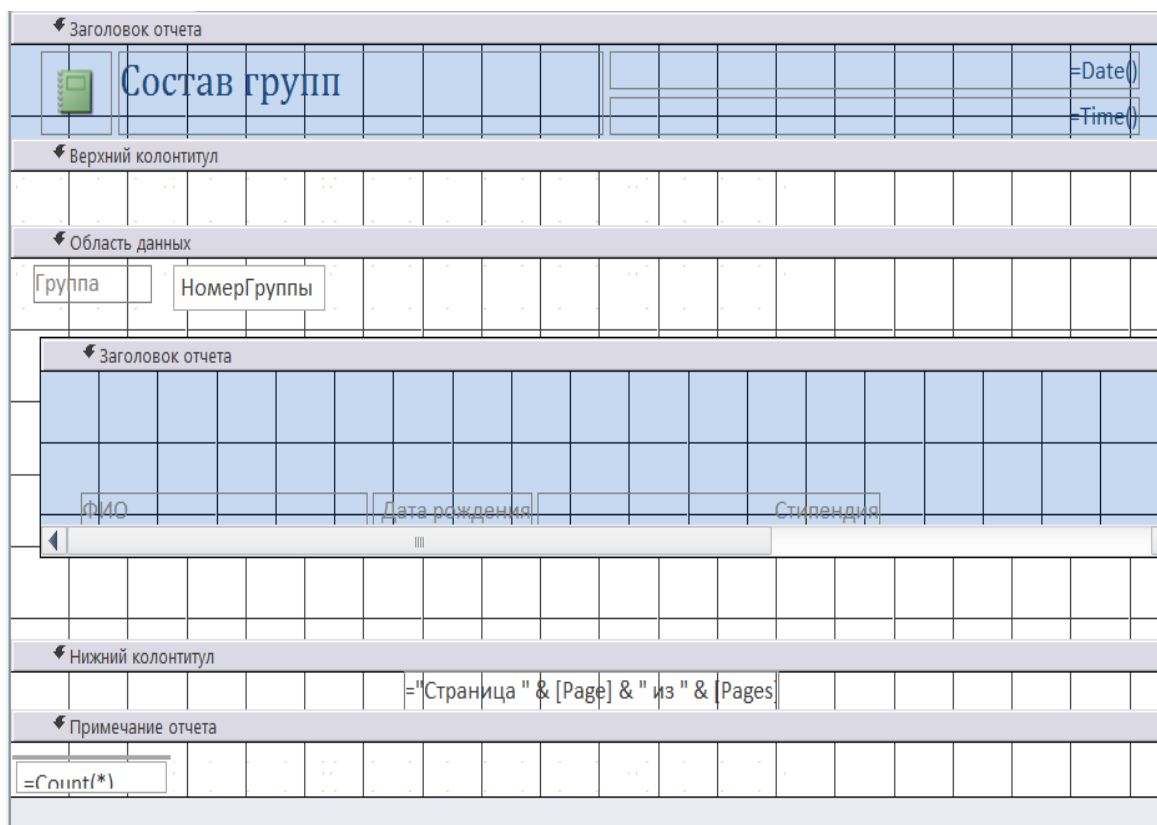 Заголовок отчета
Состав групп
=Date()
=Time()
Верхний колонтитул
Область данных
Группа
НомерГруппы
Заголовок отчета
ФИО Дата рождения Стипендия
Нижний колонтитул
="Страница " & [Page] & " из " & [Pages]
Примечание отчета
=Count(*)